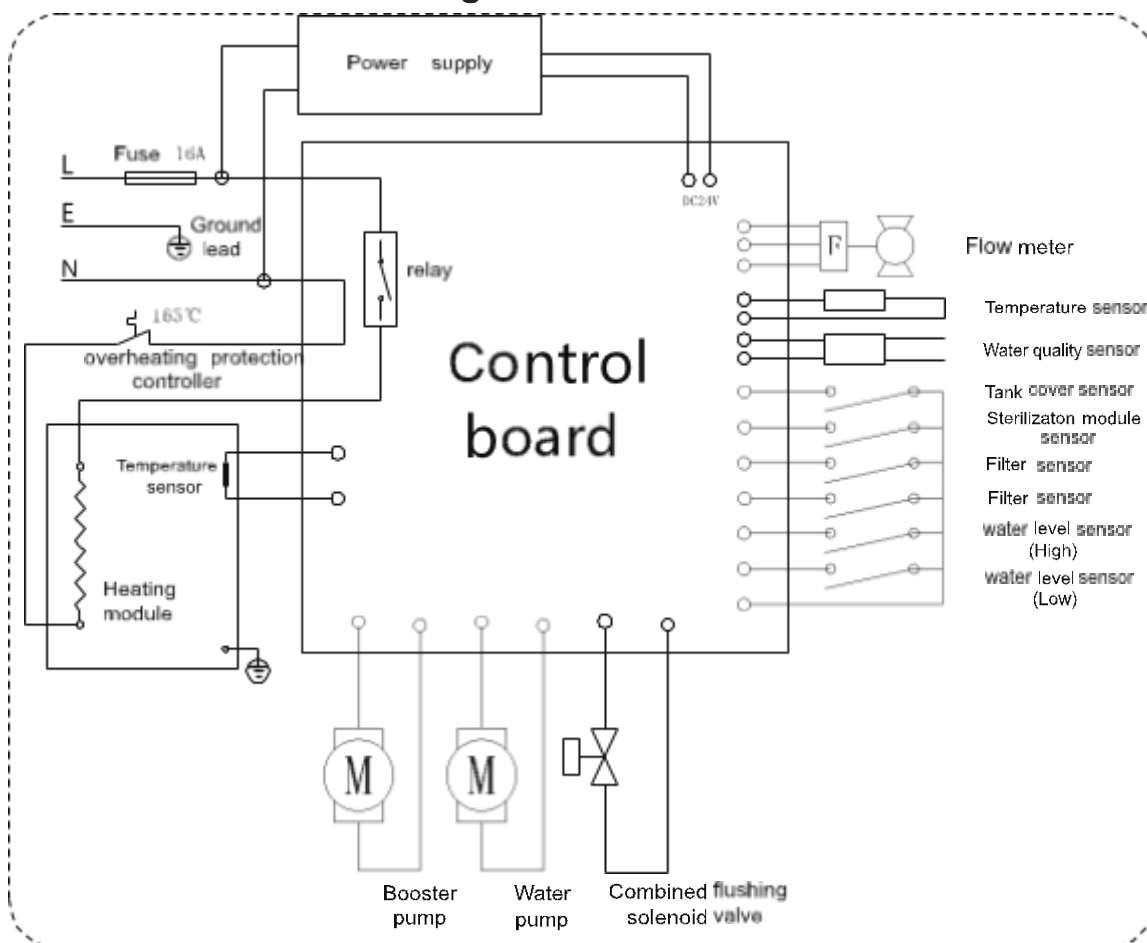 Power supply
Fuse 16A
L
DC24V
E
Ground
lead
F
Flow meter
N
relay
165℃
Temperature sensor
overheating protection
controller
Control
board
Water quality sensor
Tank cover sensor
Sterilizaton module
sensor
Temperature
sensor
Filter sensor
Filter sensor
water level sensor
(High)
Heating
module
water level sensor
(Low)
M
M
Booster
pump
Water
pump
Combined flushing
solenoid valve